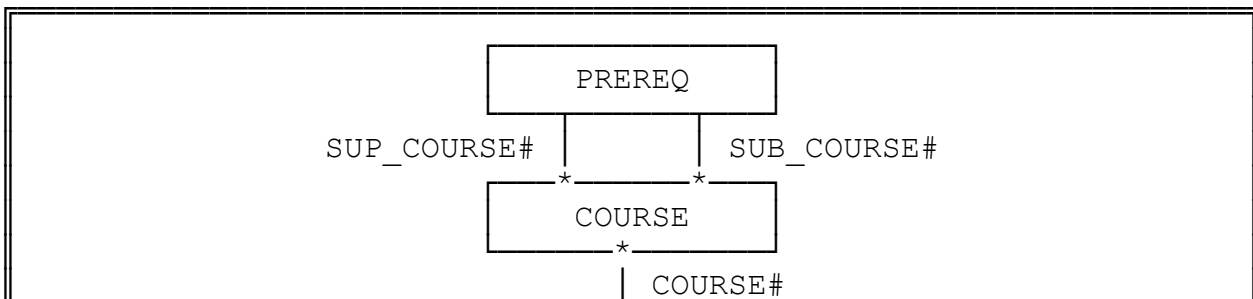 PREREQ
SUP_COURSE# SUB_COURSE#
* *
COURSE
*
COURSE#